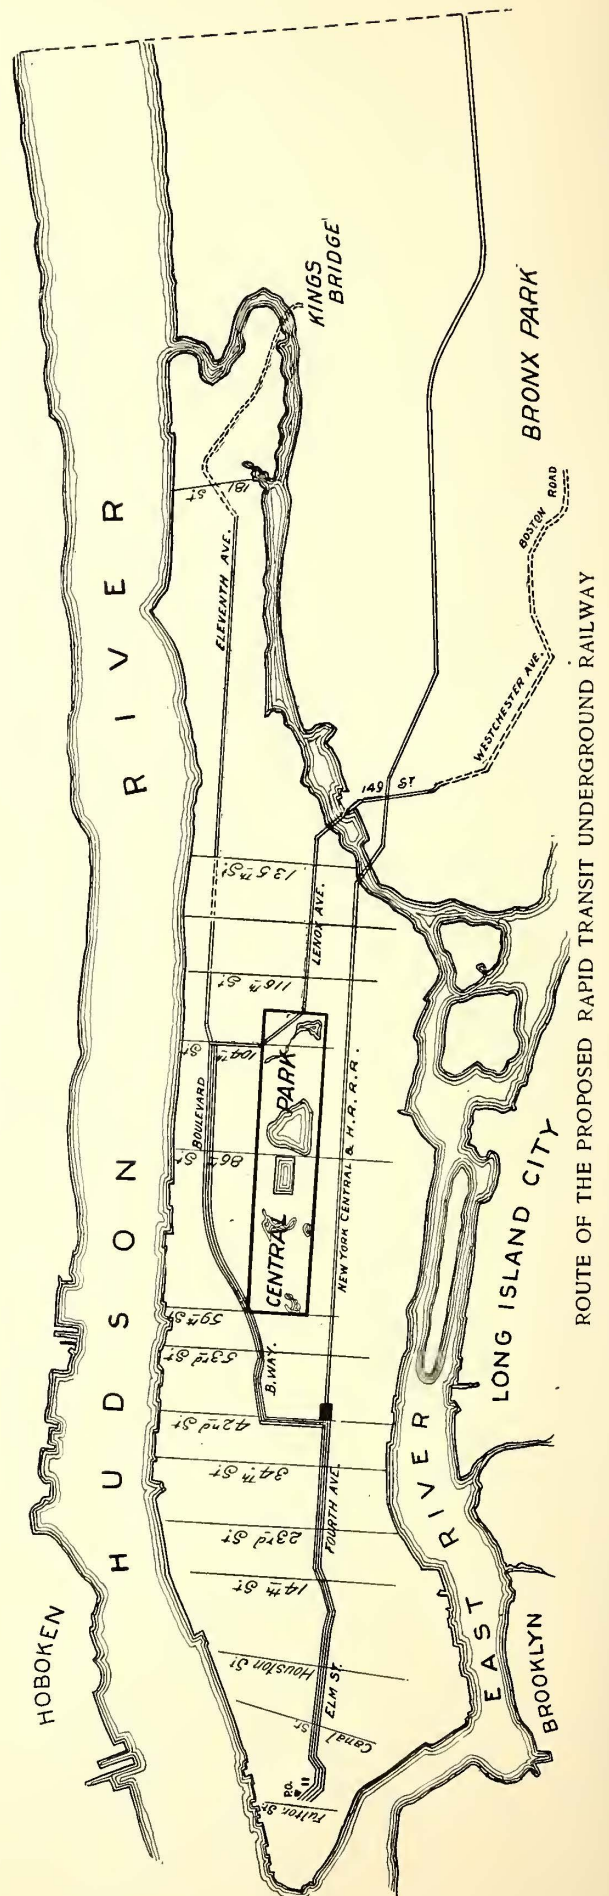 HOBOKEN
HUDSON RIVER
KINGS
BRIDGE
181
St
ELEVENTH AVE.
BRONX PARK
BOSTON ROAD
WESTCHESTER AVE.
149 ST
135th St
LENOX AVE.
116th St
104th
St
BOULEVARD
86th
St
CENTRAL PARK
NEW YORK CENTRAL & H.R. R.R.
59th St
53rd St
B.WAY.
42nd St
34th St
FOURTH AVE.
23rd St
14th St
Houston St
ELM ST.
Canal St
P.O.
Fulton St.
EAST RIVER
LONG ISLAND CITY
BROOKLYN
ROUTE OF THE PROPOSED RAPID TRANSIT UNDERGROUND RAILWAY